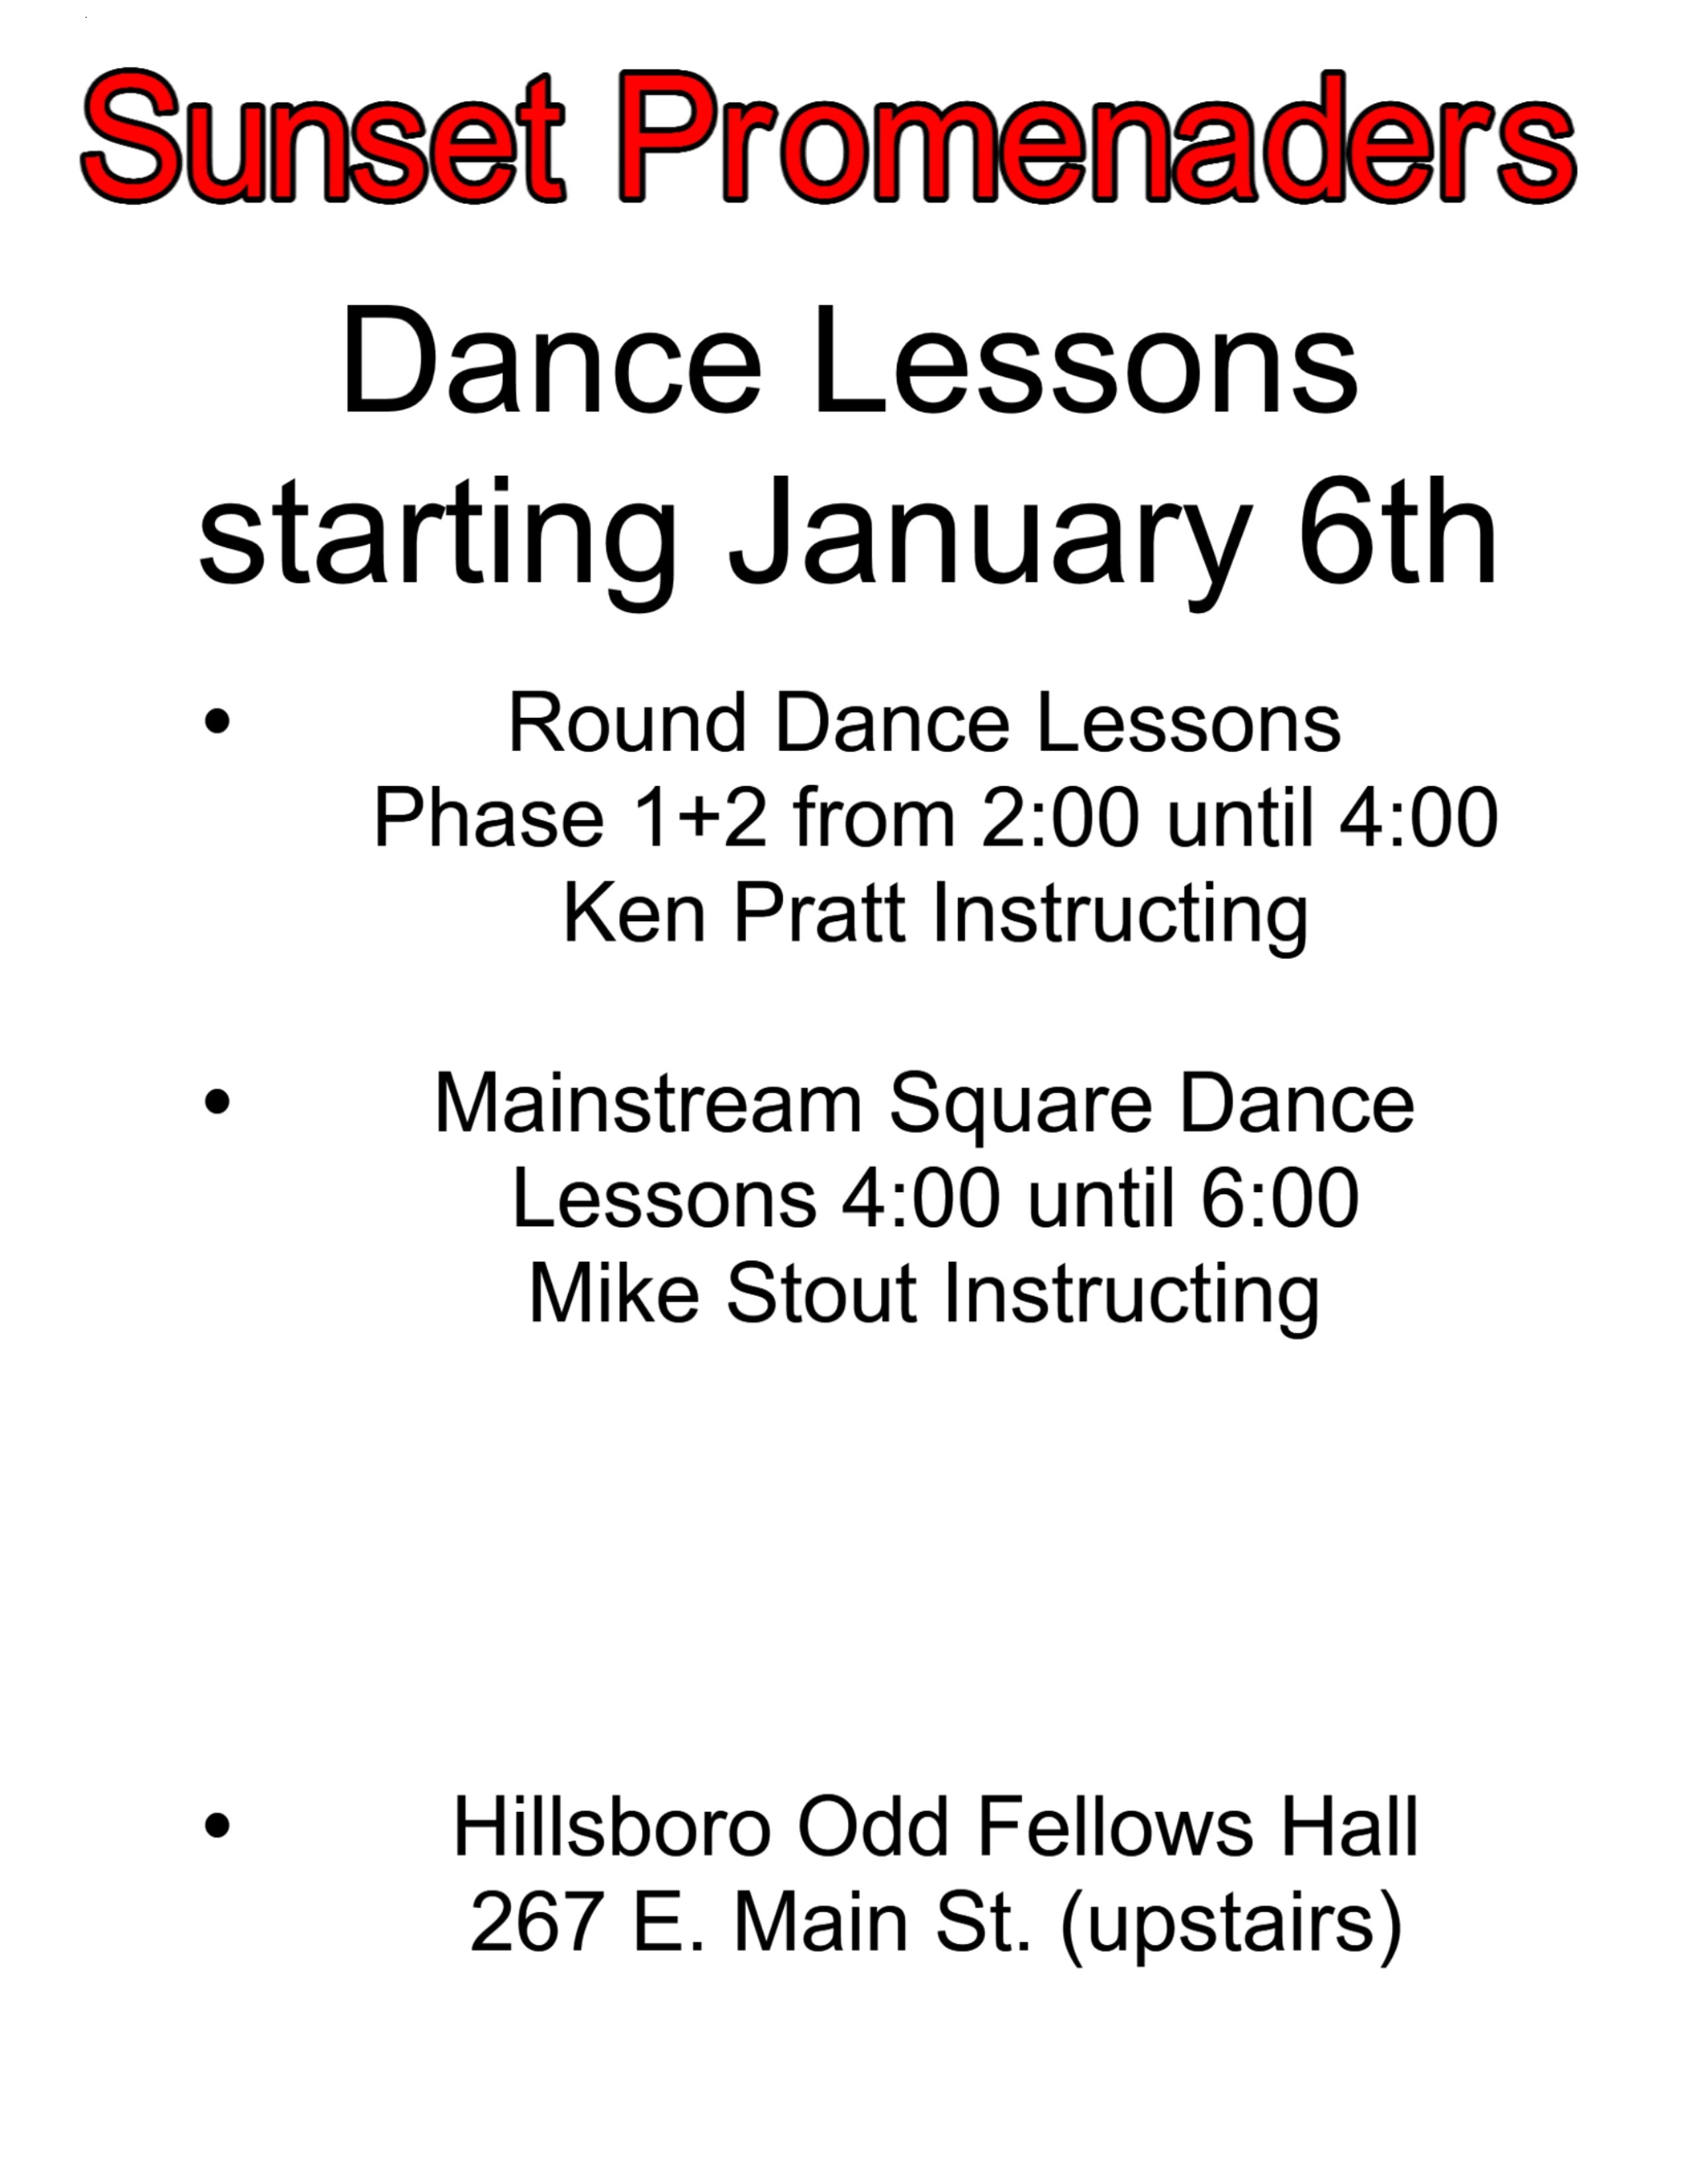 Sunset Promenaders
Dance Lessons
starting January 6th
• Round Dance Lessons
Phase 1+2 from 2:00 until 4:00
Ken Pratt Instructing
• Mainstream Square Dance
Lessons 4:00 until 6:00
Mike Stout Instructing
• Hillsboro Odd Fellows Hall
267 E. Main St. (upstairs)